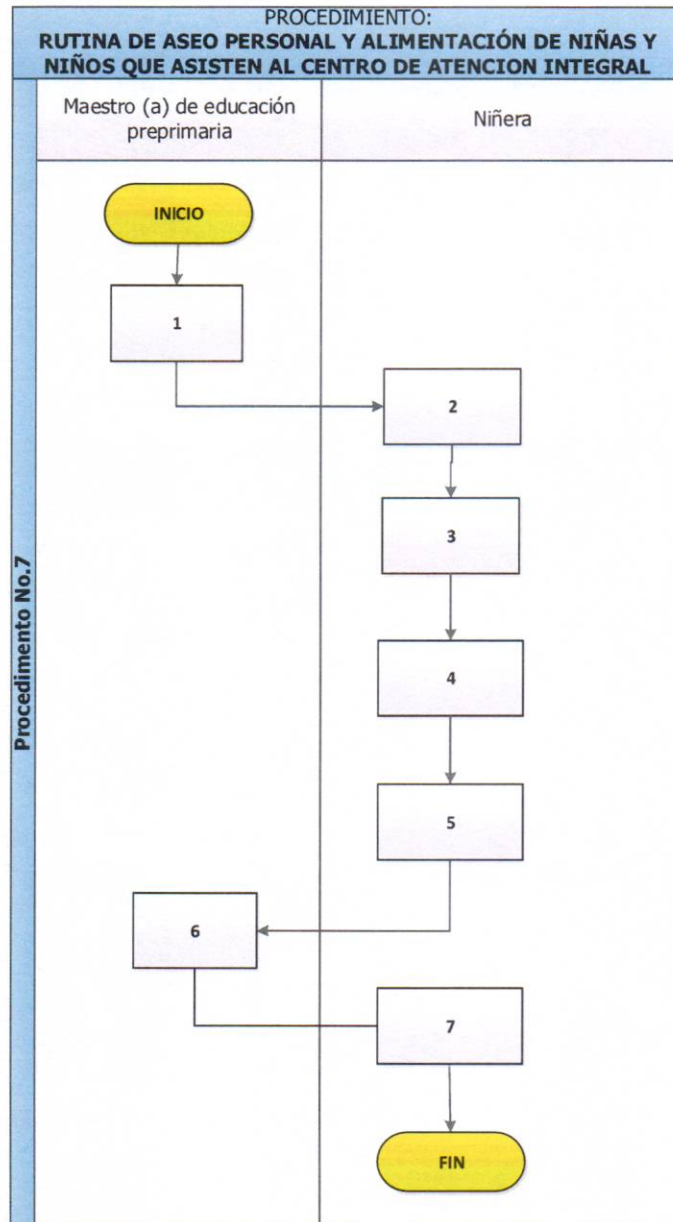 PROCEDIMIENTO:
RUTINA DE ASEO PERSONAL Y ALIMENTACIÓN DE NIÑAS Y
NIÑOS QUE ASISTEN AL CENTRO DE ATENCION INTEGRAL
Procedimento No.7
Maestro (a) de educación
preprimaria
Niñera
INICIO
1
2
3
4
5
6
7
FIN